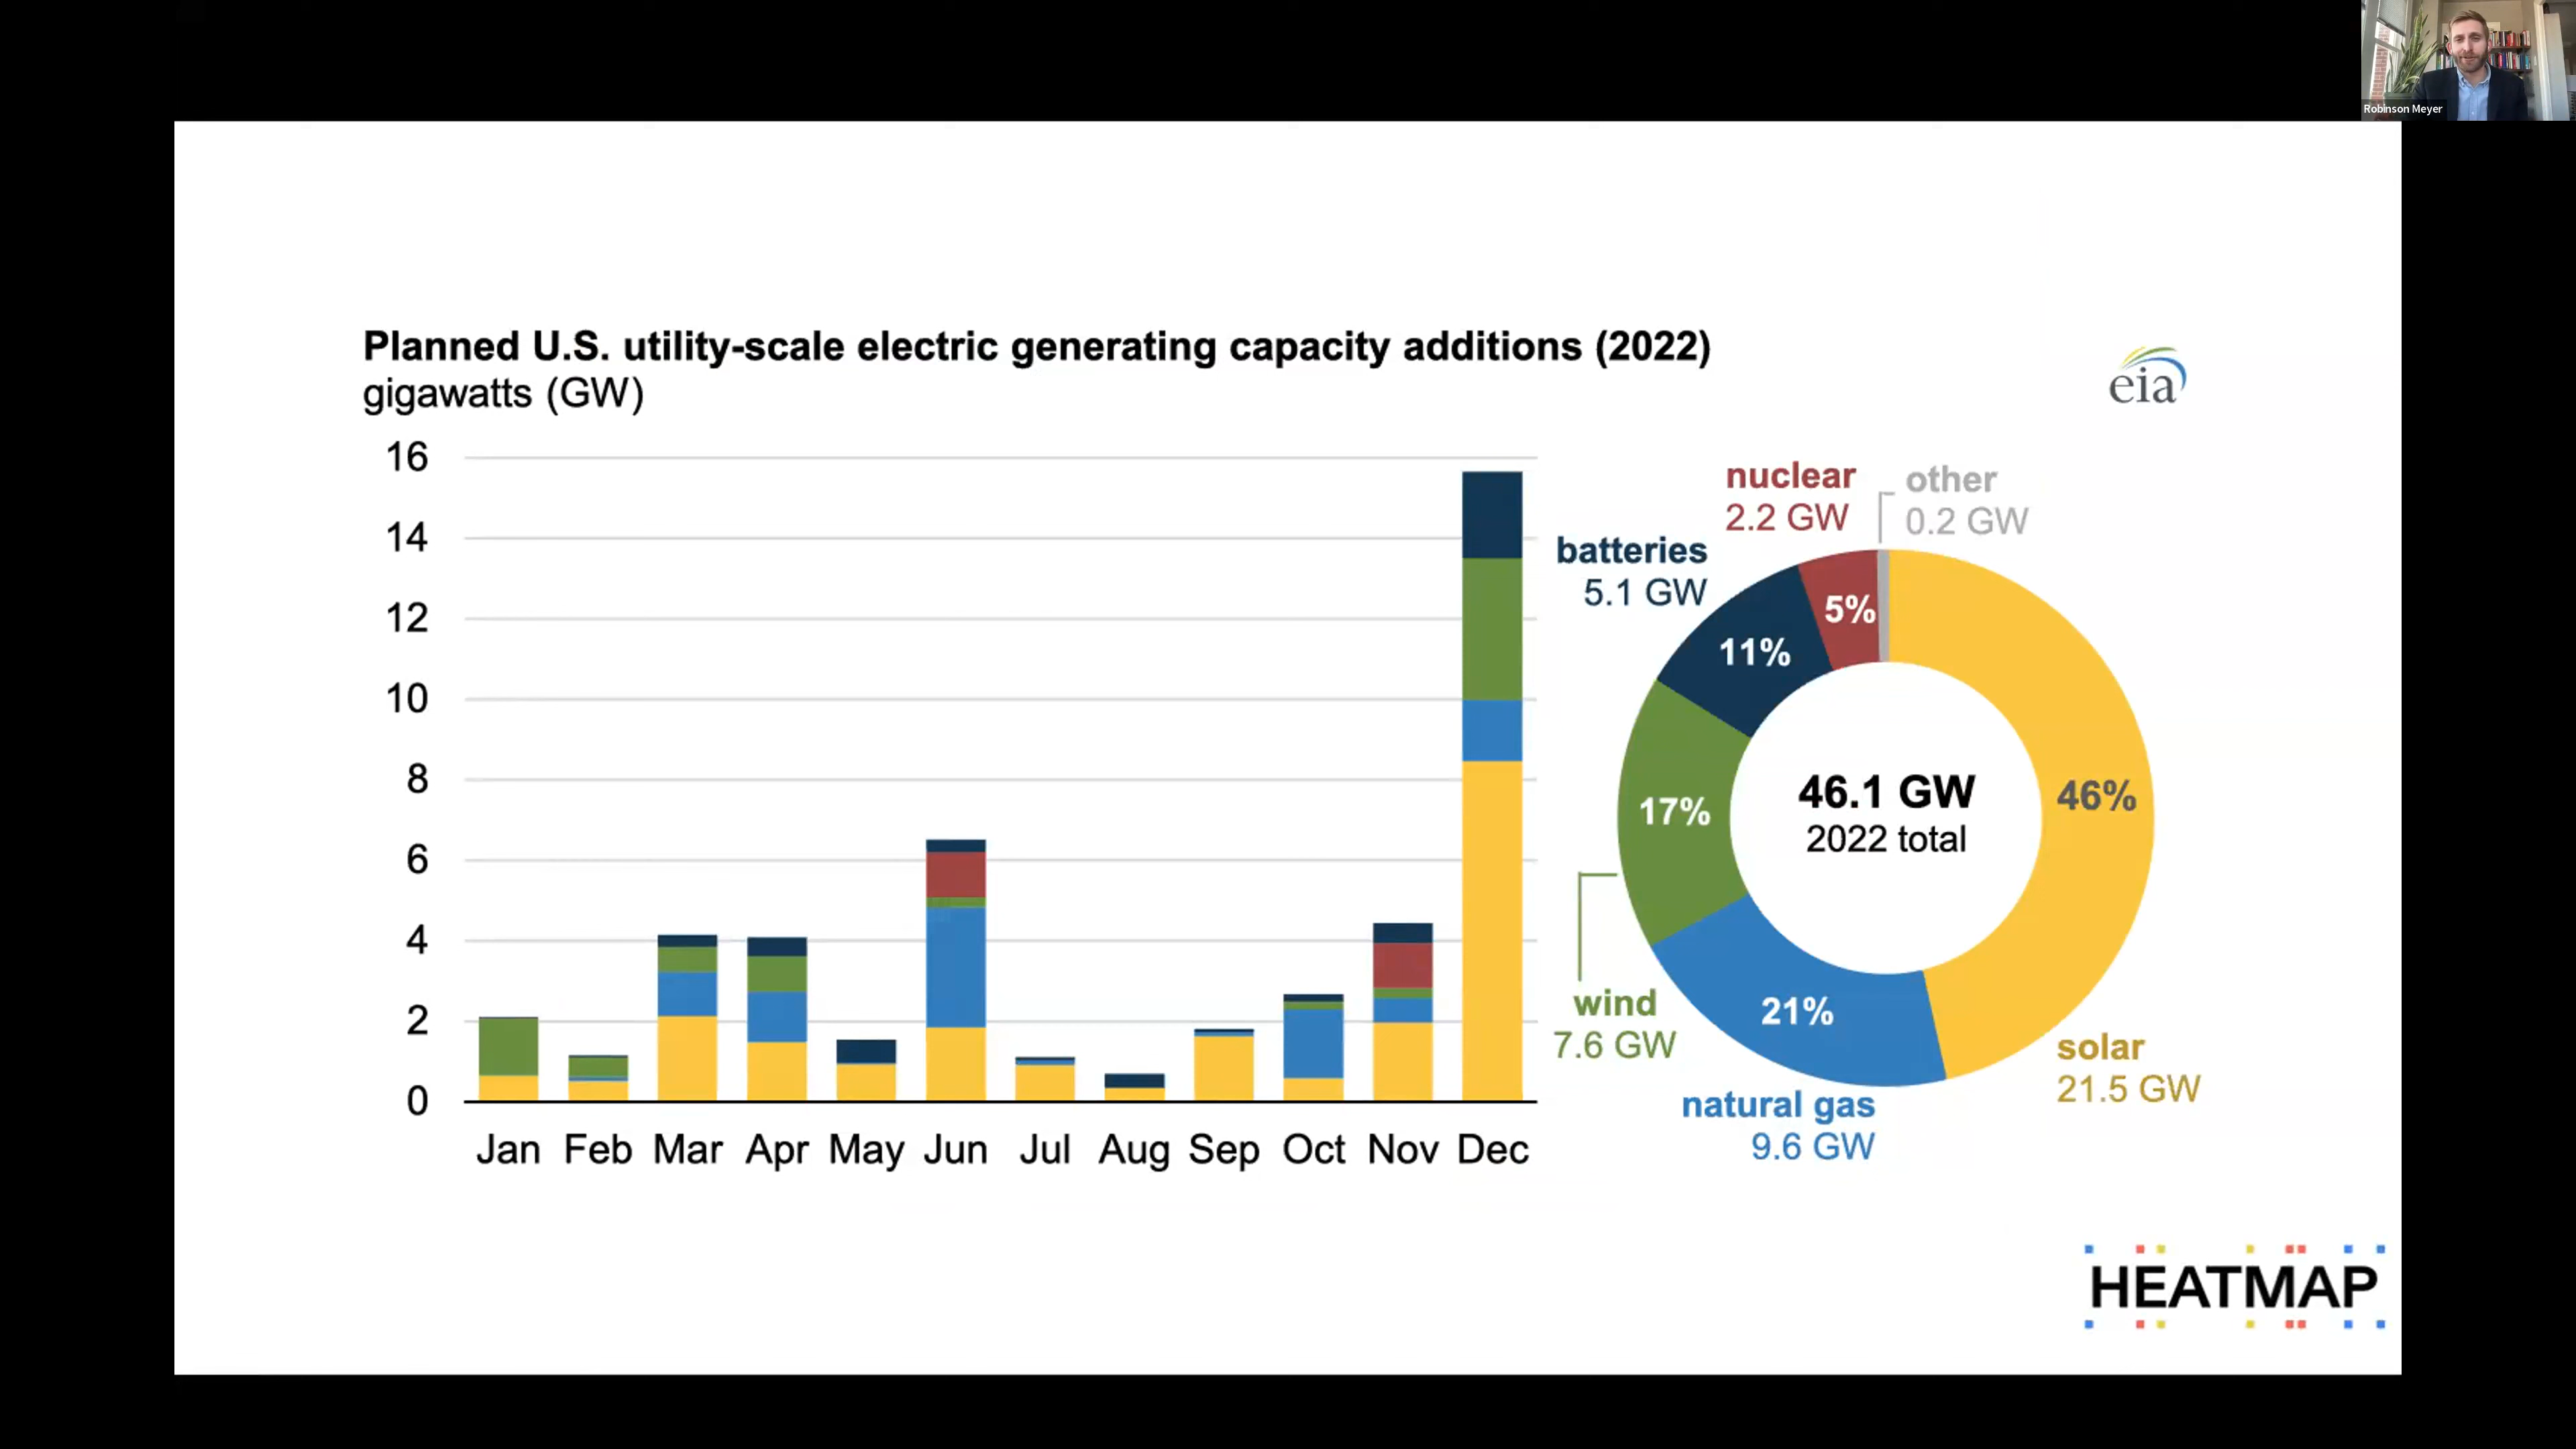 Robinson Meyer
Planned U.S. utility-scale electric generating capacity additions (2022)
gigawatts (GW)
eia
16
14
12
10
8
6
4
2
0
Jan Feb Mar Apr May Jun Jul Aug Sep Oct Nov Dec
nuclear
2.2 GW
other
0.2 GW
batteries
5.1 GW
5%
11%
17%
46%
21%
46.1 GW
2022 total
wind
7.6 GW
natural gas
9.6 GW
solar
21.5 GW
HEATMAP